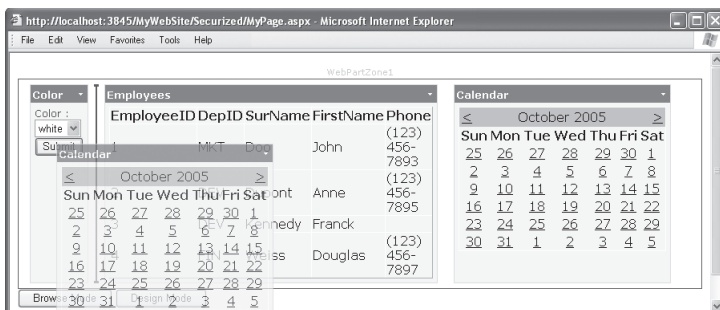 http://localhost:3845/MyWebSite/Securized/MyPage.aspx - Microsoft Internet Explorer
File Edit View Favorites Tools Help
WebPartZone1
Color
Color :
white
Submit
Employees
EmployeeID DepID SurName FirstName Phone
1 MKT Doo John (123) 456-7893
Dupont Anne (123) 456-7895
3 DEV Kennedy Franck
4 Weiss Douglas (123) 456-7897
Calendar
< October 2005 >
Sun Mon Tue Wed Thu Fri Sat
25 26 27 28 29 30 1
2 3 4 5 6 7 8
9 10 11 12 13 14 15
16 17 18 19 20 21 22
23 24 25 26 27 28 29
30 31 1 2 3 4 5
Calendar
< October 2005 >
Sun Mon Tue Wed Thu Fri Sat
25 26 27 28 29 30 1
2 3 4 5 6 7 8
9 10 11 12 13 14 15
16 17 18 19 20 21 22
23 24 25 26 27 28 29
30 31 1 2 3 4 5
Browse Mode Design Mode